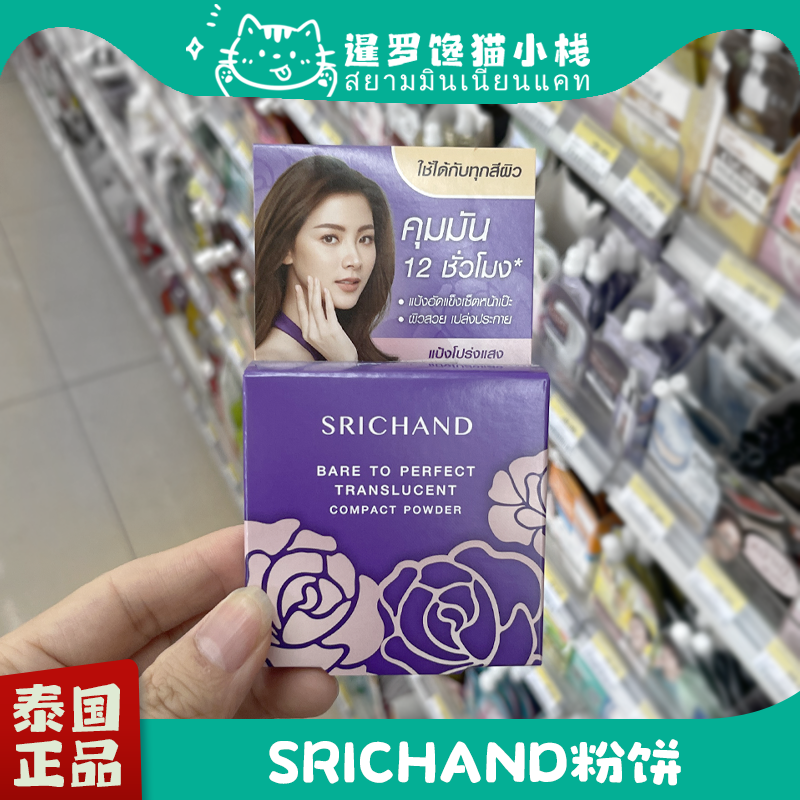 暹罗馋猫小栈
สยามมินเนียนแคท
ใช้ได้กับทุกสีผิว
คุมมัน
12 ชั่วโมง*
• แป้งอัดแข็งเซ็ตหน้าเป๊ะ
• ผิวสวย เปล่งประกาย
แป้งโปร่งแสง
SRICHAND
BARE TO PERFECT
TRANSLUCENT
COMPACT POWDER
泰国
正品
SRICHAND粉饼